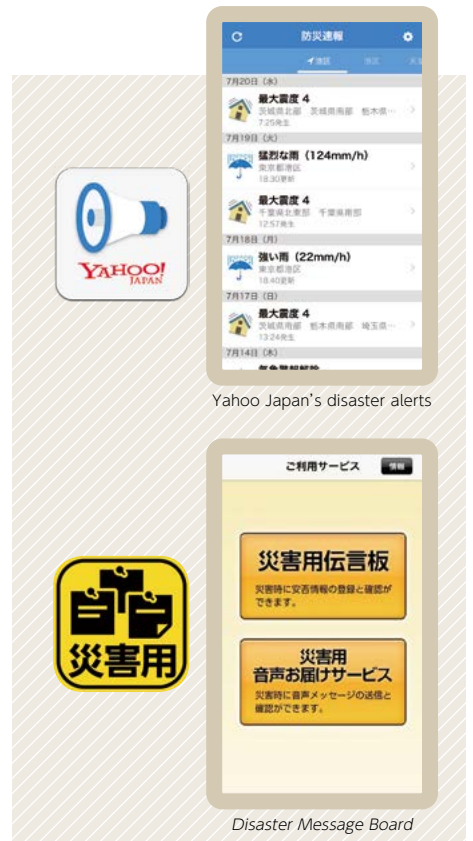 防災速報
港区
港区
7月20日（水）
最大震度 4
茨城県北部 茨城県南部 栃木県…
7:25発生
7月19日（火）
猛烈な雨（124mm/h）
東京都港区
18:30更新
最大震度 4
千葉県北東部 千葉県南部
12:57発生
7月18日（月）
強い雨（22mm/h）
東京都港区
18:40更新
7月17日（日）
最大震度 4
茨城県南部 栃木県南部 埼玉県…
13:24発生
7月14日（木）
YAHOO!
JAPAN
Yahoo Japan's disaster alerts
ご利用サービス
情報
災害用伝言板
災害時に安否情報の登録と確認が
できます。
災害用
音声お届けサービス
災害時に音声メッセージの送信と
確認ができます。
災害用
Disaster Message Board